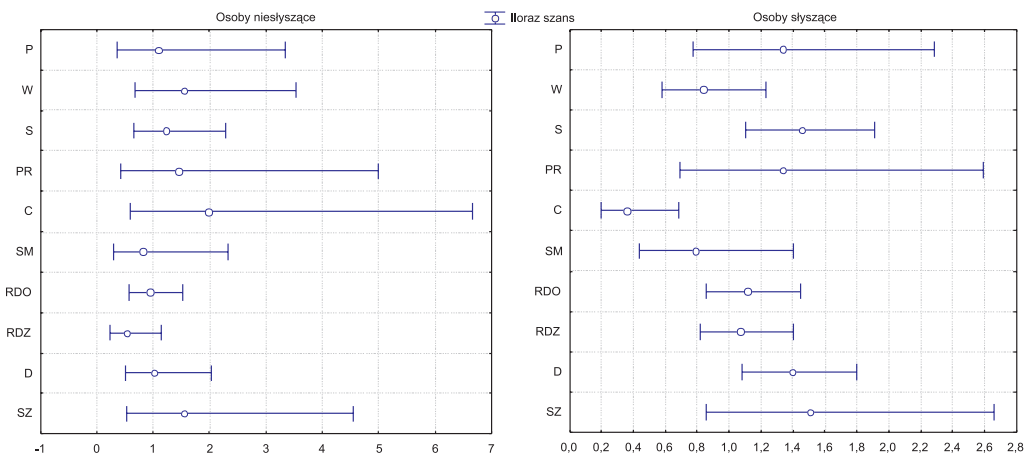 Osoby niesłyszące
Iloraz szans
Osoby słyszące
P
W
S
PR
C
SM
RDO
RDZ
D
SZ
-1 0 1 2 3 4 5 6 7
P
W
S
PR
C
SM
RDO
RDZ
D
SZ
0,0 0,2 0,4 0,6 0,8 1,0 1,2 1,4 1,6 1,8 2,0 2,2 2,4 2,6 2,8